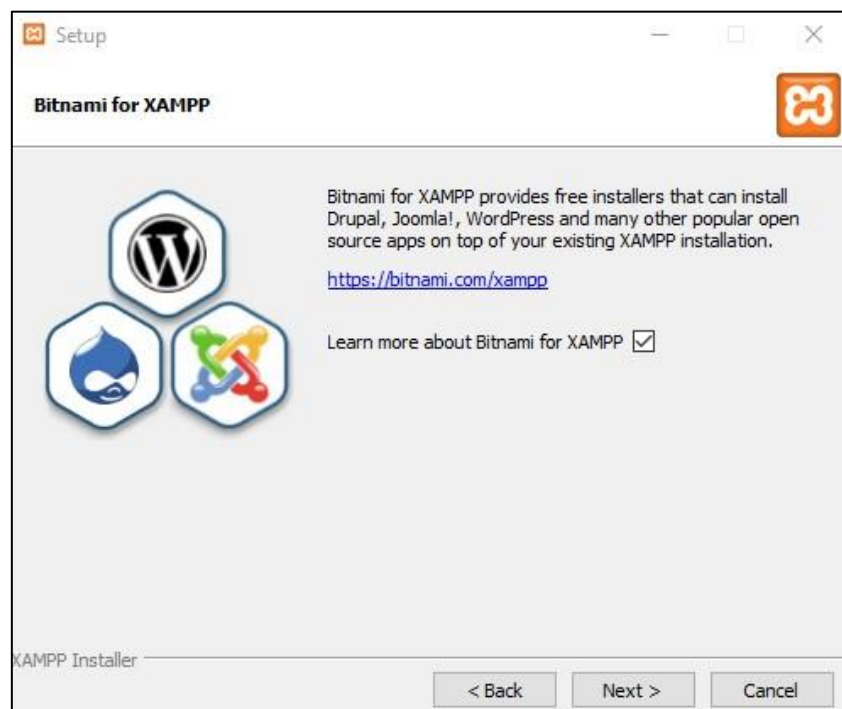 Setup
Bitnami for XAMPP
Bitnami for XAMPP provides free installers that can install
Drupal, Joomla!, WordPress and many other popular open
source apps on top of your existing XAMPP installation.
https://bitnami.com/xampp
Learn more about Bitnami for XAMPP
XAMPP Installer
< Back Next > Cancel